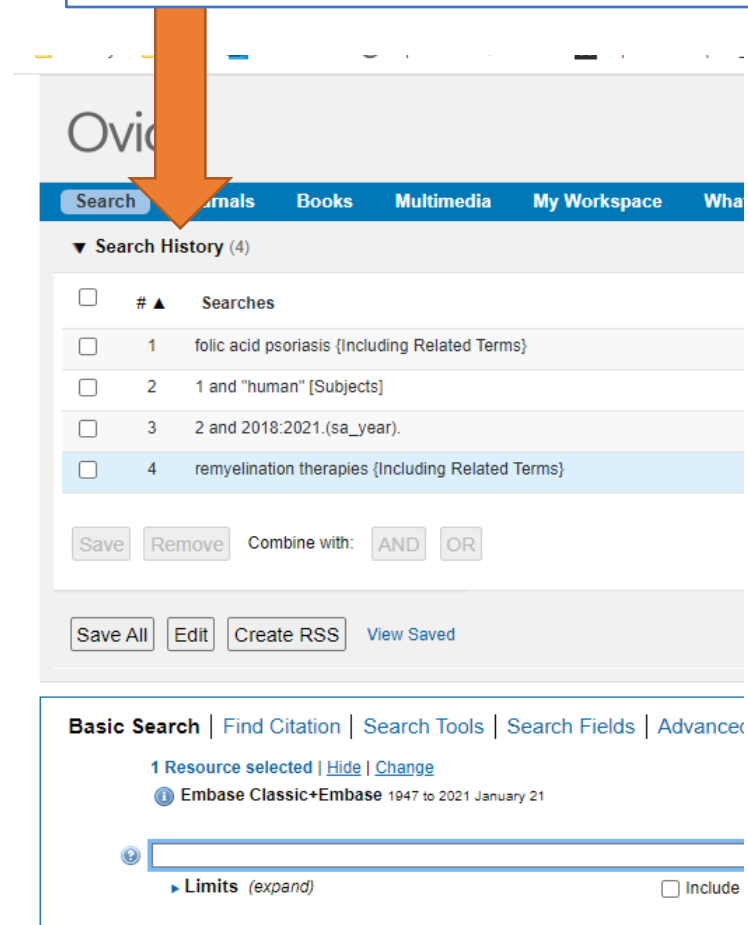 Search
Books
Multimedia
My Workspace
▼ Search History (4)
# ▲ Searches
1 folic acid psoriasis {Including Related Terms}
2 1 and "human" [Subjects]
3 2 and 2018:2021.(sa_year).
4 remyelination therapies {Including Related Terms}
Save Remove Combine with: AND OR
Save All Edit Create RSS View Saved
Basic Search | Find Citation | Search Tools | Search Fields | Advanced
1 Resource selected | Hide | Change
Embase Classic+Embase 1947 to 2021 January 21
▸ Limits (expand)
Include